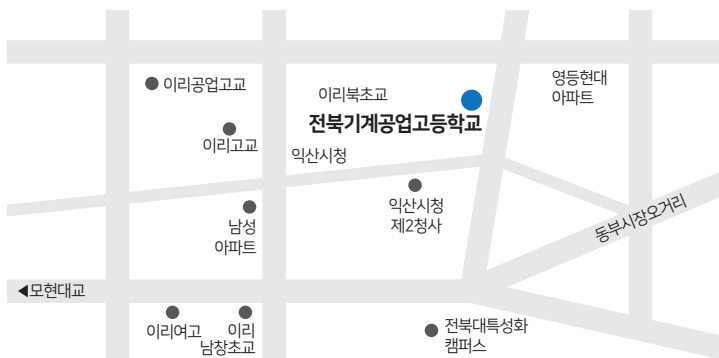 이리공업고교
이리북초교
영등현대
아파트
전북기계공업고등학교
이리고교
익산시청
익산시청
제2청사
남성
아파트
동부시장오거리
◀모현대교
이리여고
이리
남창초교
전북대특성화
캠퍼스